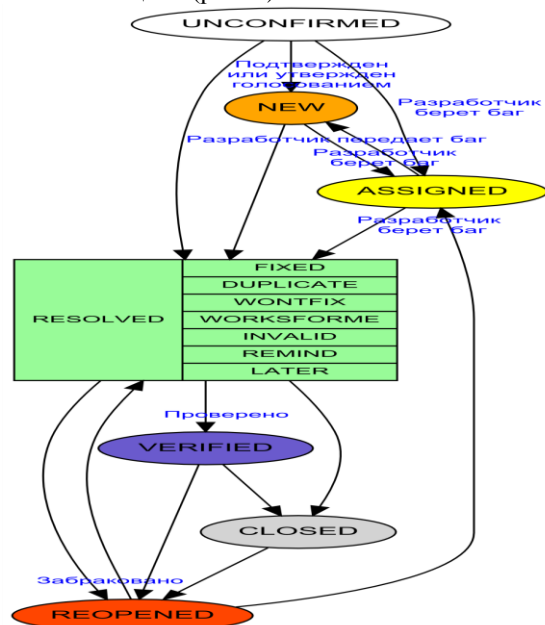 UNCONFIRMED
Подтвержден
или утвержден
голосованием
NEW
Разработчик
берет баг
Разработчик передает баг
Разработчик
берет баг
ASSIGNED
Разработчик
берет баг
RESOLVED
FIXED
DUPLICATE
WONTFIX
WORKSFORME
INVALID
REMIND
LATER
Проверено
VERIFIED
CLOSED
Забраковано
REOPENED